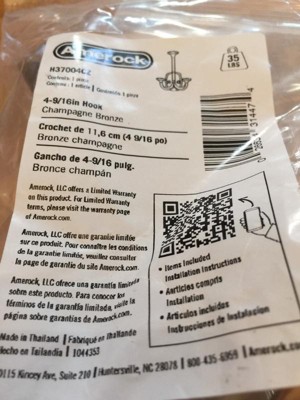 Amerock
H37004CZ
35
LBS
4-9/16in Hook
Champagne Bronze
Crochet de 11,6 cm (4 9/16 po)
Bronze champagne
Gancho de 4-9/16 pulg.
Bronce champán
Amerock, LLC offers a Limited Warranty
on this product. For Limited Warranty
terms, please visit the warranty page
of Amerock.com.
Amerock, LLC offre une garantie limitée
sur ce produit. Pour connaître les conditions
de la garantie limitée, veuillez consulter
la page de garantie du site Amerock.com.
Amerock, LLC ofrece una garantía limitada
sobre este producto. Para conocer los
términos de la garantía limitada, visite la
página sobre garantías de Amerock.com.
• Items Included
Installation Instructions
• Articles compris
Installation
• Artículos incluidos
Instrucciones de Instalación
Made in Thailand | Fabriqué en Thaïlande
Hecho en Tailandia | 1044353
10115 Kincey Ave, Suite 210 | Huntersville, NC 28078 | 800-435-6959 | Amerock.